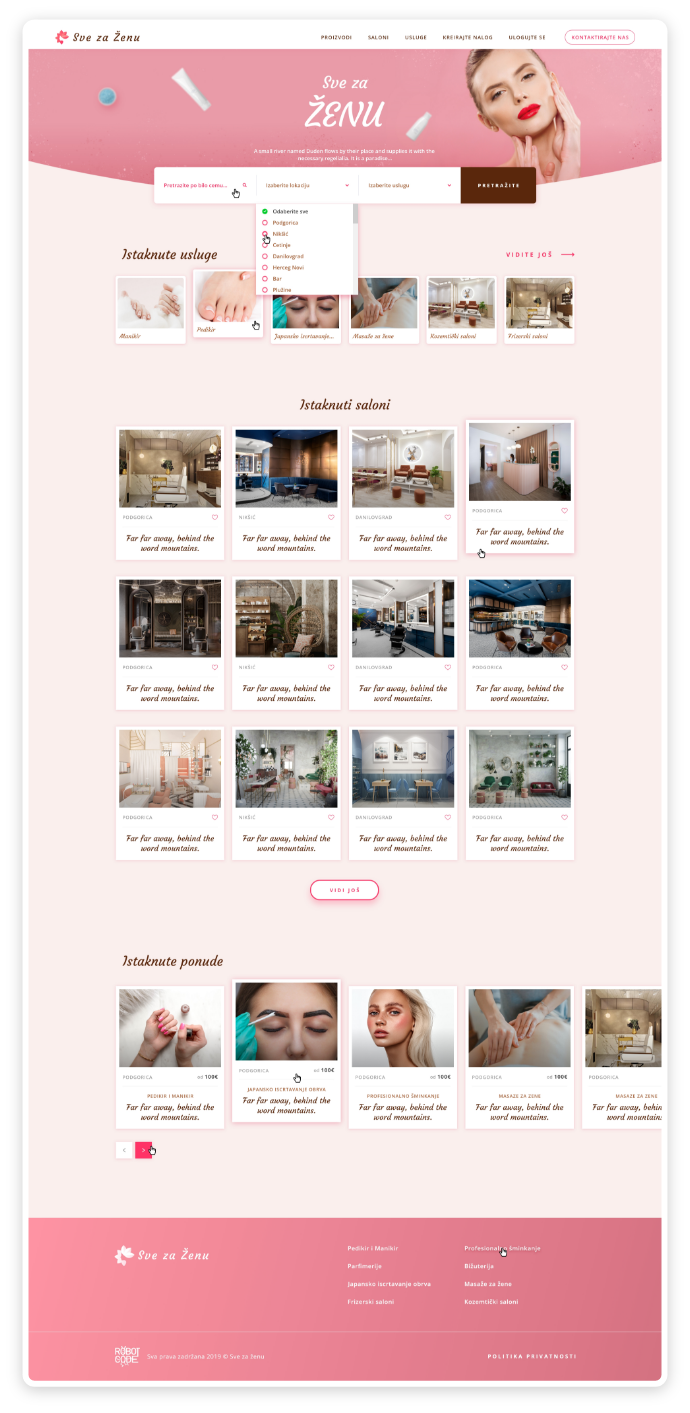 Sve za Ženu
PROIZVODI SALONI USLUGE KREIRAJTE NALOG ULOGUJTE SE KONTAKTIRAJTE NAS
Sve za
ŽENU
A small river named Duden flows by their place and supplies it with the
necessary regelialia. It is a paradise...
Pretražite po bilo čemu... Izaberite lokaciju Izaberite uslugu PRETRAŽITE
Odaberite sve
Podgorica
Nikšić
Cetinje
Danilovgrad
Herceg Novi
Bar
Plužine
Istaknute usluge
VIDITE JOŠ
Manikir
Pedikir
Japansko iscrtavanje...
Masaže za žene
Kozemtički saloni
Frizerski saloni
Istaknuti saloni
PODGORICA NIKŠIĆ DANILOVGRAD PODGORICA
Far far away, behind the Far far away, behind the Far far away, behind the Far far away, behind the
word mountains. word mountains. word mountains. word mountains.
PODGORICA NIKŠIĆ DANILOVGRAD PODGORICA
Far far away, behind the Far far away, behind the Far far away, behind the Far far away, behind the
word mountains. word mountains. word mountains. word mountains.
PODGORICA NIKŠIĆ DANILOVGRAD PODGORICA
Far far away, behind the Far far away, behind the Far far away, behind the Far far away, behind the
word mountains. word mountains. word mountains. word mountains.
VIDI JOŠ
Istaknute ponude
PODGORICA od 100€ PODGORICA od 100€ PODGORICA od 100€ PODGORICA od 100€ PODGORICA
PEDIKIR I MANIKIR JAPANSKO ISCRTAVANJE OBRVA PROFESIONALNO ŠMINKANJE MASAZE ZA ZENE MASAZE ZA ZENE
Far far away, behind the Far far away, behind the Far far away, behind the Far far away, behind the Far far away, behin
word mountains. word mountains. word mountains. word mountains. word mountains.
Sve za Ženu
Pedikir i Manikir Profesionalno šminkanje
Parfimerije Bižuterija
Japansko iscrtavanje obrva Masaže za žene
Frizerski saloni Kozemtički saloni
ROBOT
CODE
Sva prava zadržana 2019 © Sve za ženu
POLITIKA PRIVATNOSTI